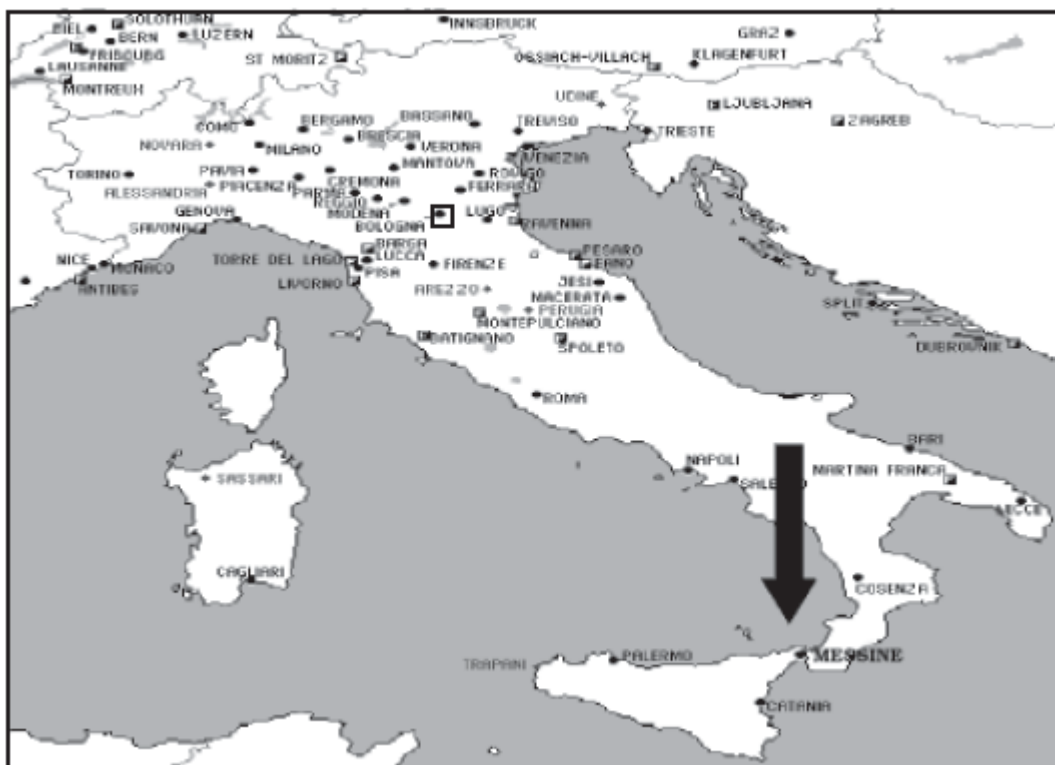 INNSBRUCK
SOLOTHURN
BIEL
BERN
LUZERN
GRAZ
FRIBOURG
ST MORITZ
OSSIACH-VILLACH
KLAGENFURT
LAUSANNE
MONTREUX
UDINE
LJUBLJANA
ZAGREB
COMO
BERGAMO
BASSANO
TREVISO
TRIESTE
BRESCIA
NOVARA
MILANO
VERONA
VENEZIA
MANTOVA
TORINO
PAVIA
ROVIGO
CREMONA
ALESSANDRIA
PIACENZA
PARMA
FERRARA
REGGIO
MODENA
GENOVA
LUGO
BOLOGNA
RAVENNA
SAVONA
BARGA
PESARO
NICE
MONACO
TORRE DEL LAGO
LUCCA
FIRENZE
FANO
PISA
ANTIBES
LIVORNO
JESI
AREZZO
MACERATA
SPLIT
PERUGIA
MONTEPULCIANO
BATIGNANO
SPOLETO
DUBROVNIK
ROMA
BARI
NAPOLI
MARTINA FRANCA
SASSARI
SALERNO
LECCE
CAGLIARI
COSENZA
MESSINE
TRAPANI
PALERMO
CATANIA